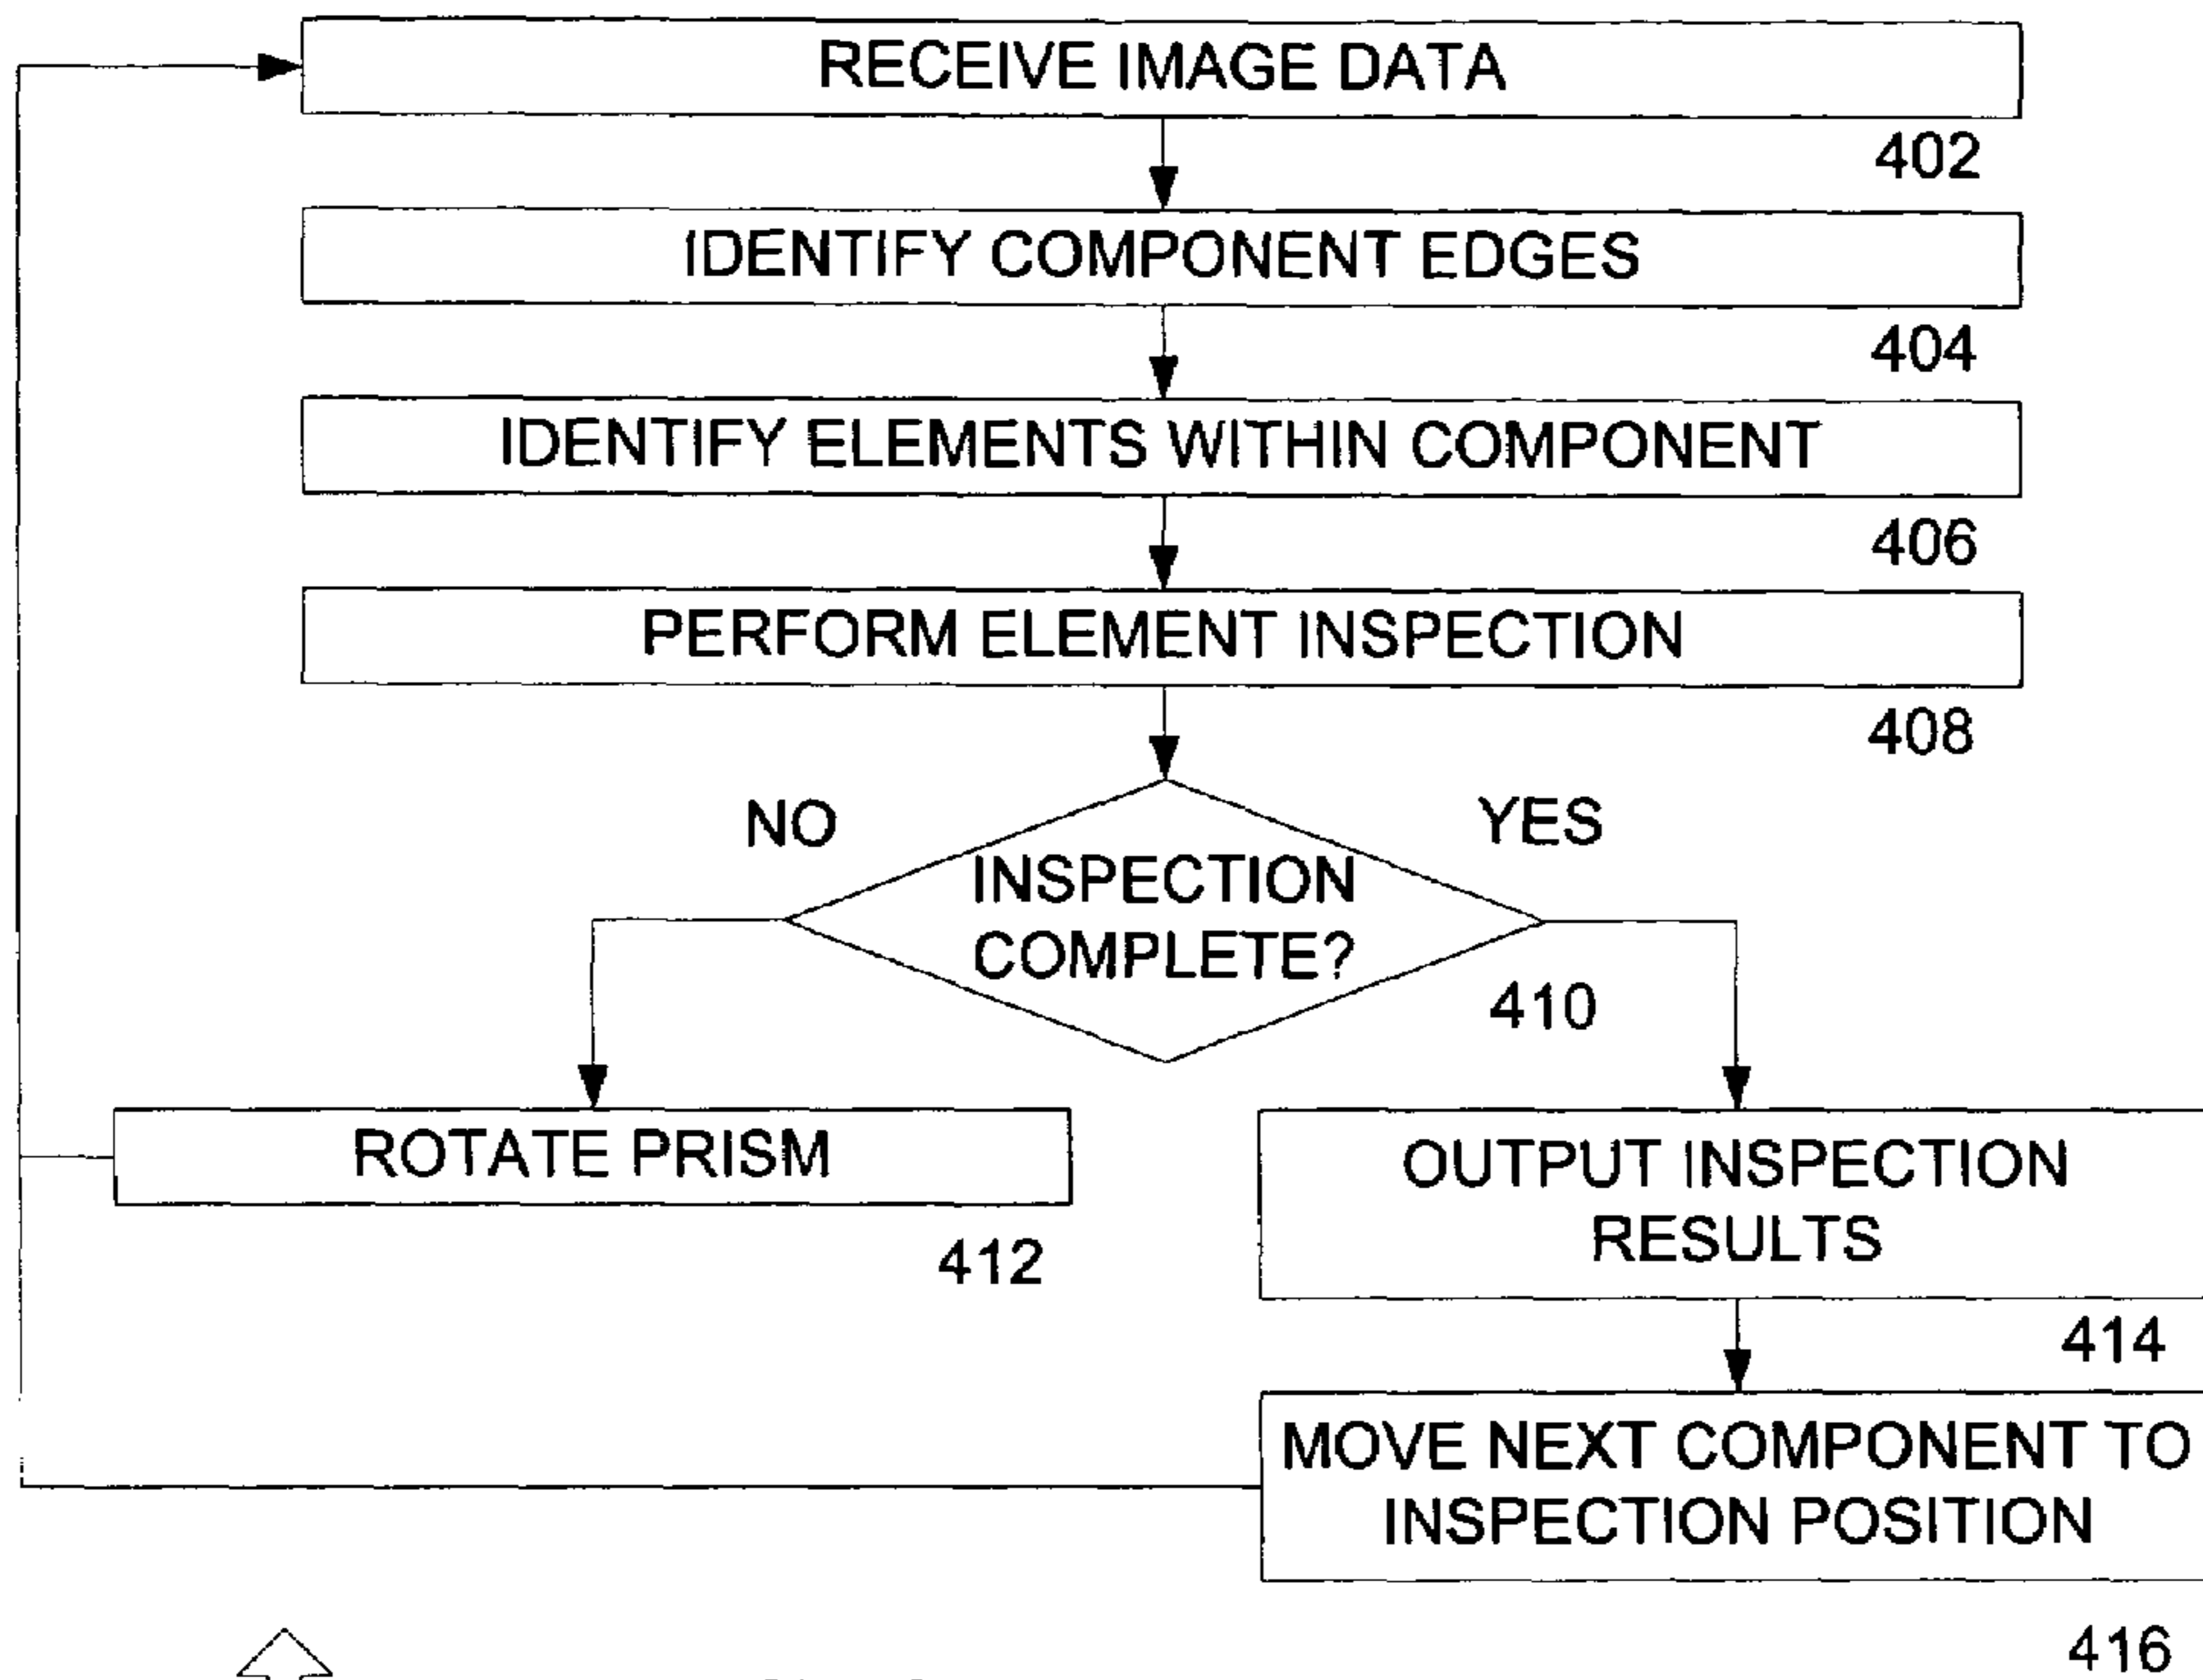 RECEIVE IMAGE DATA
402
IDENTIFY COMPONENT EDGES
404
IDENTIFY ELEMENTS WITHIN COMPONENT
406
PERFORM ELEMENT INSPECTION
408
NO
YES
INSPECTION
COMPLETE?
410
ROTATE PRISM
412
OUTPUT INSPECTION
RESULTS
414
MOVE NEXT COMPONENT TO
INSPECTION POSITION
416